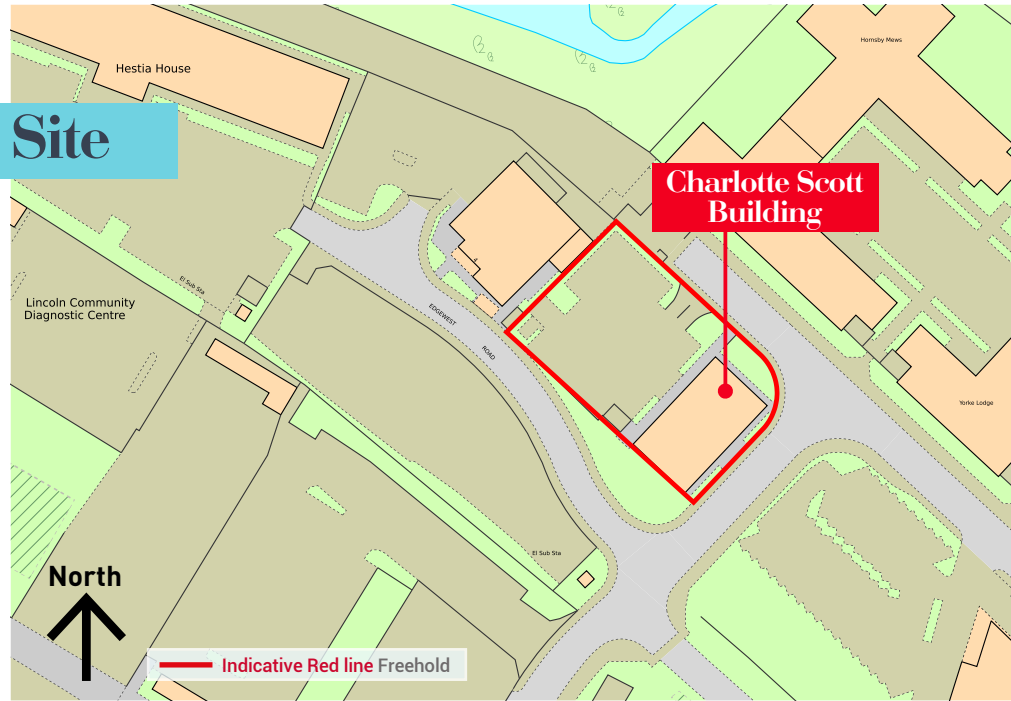 Hestia House
Hornsby Mews
Site
Charlotte Scott
Building
4
El Sub Sta
Lincoln Community
Diagnostic Centre
EDGEWEST
ROAD
Yorke Lodge
El Sub Sta
North
Indicative Red line Freehold